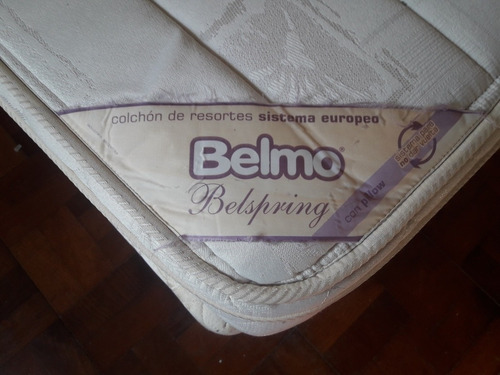 colchón de resortes sistema europeo
Belmo
Belspring
con pillow